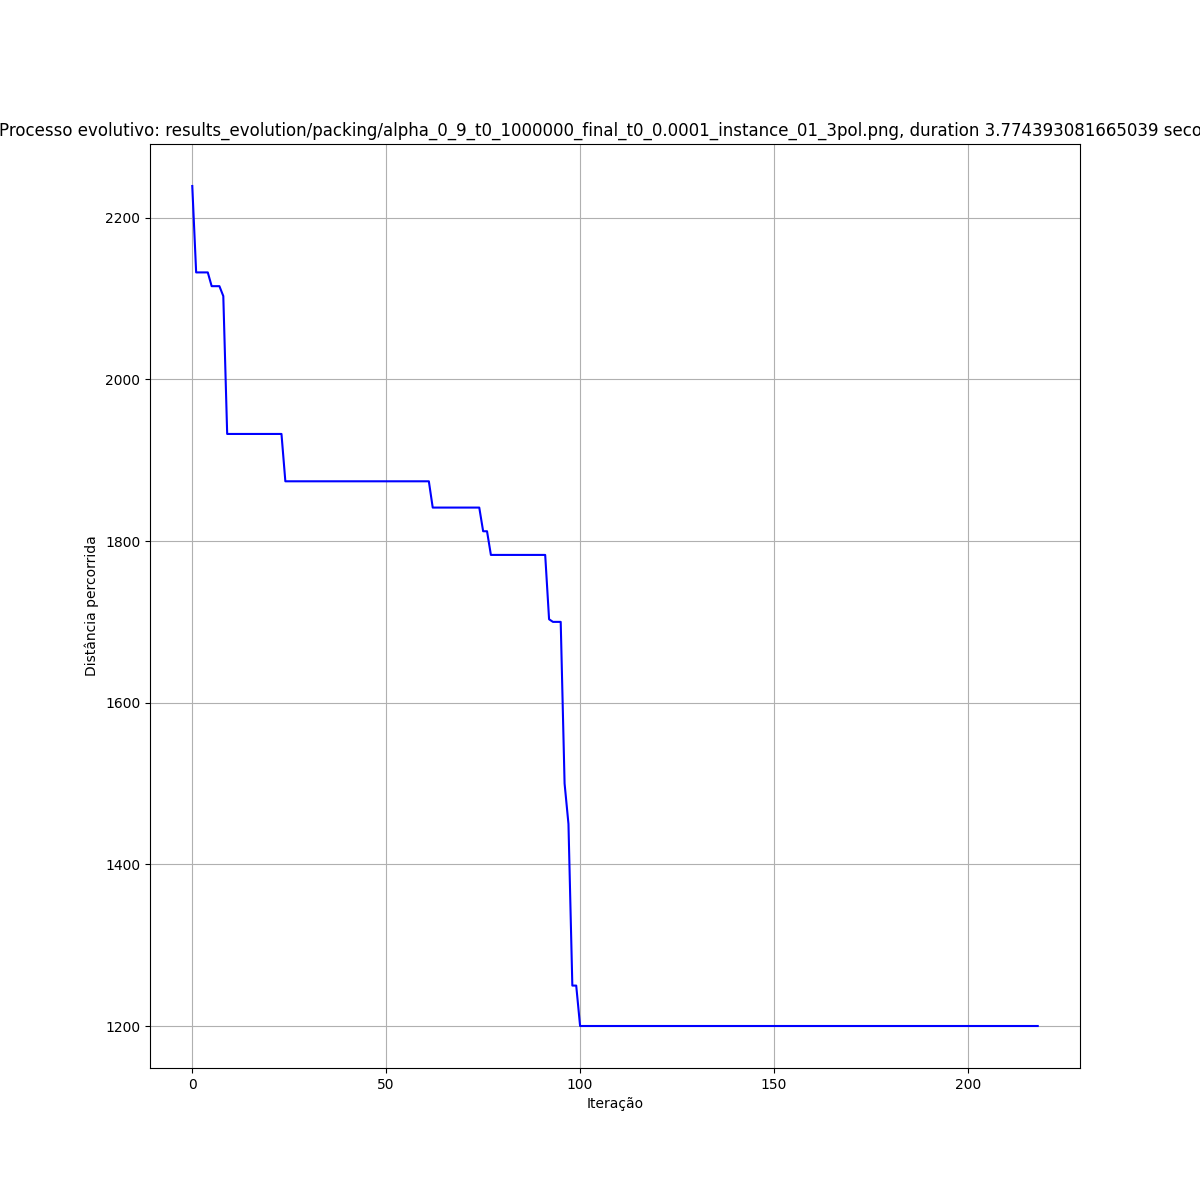 Processo evolutivo: results_evolution/packing/alpha_0_9_t0_1000000_final_t0_0.0001_instance_01_3pol.png, duration 3.774393081665039 seco
2200
2000
1800
1600
1400
1200
Distância percorrida
0 50 100 150 200
Iteração